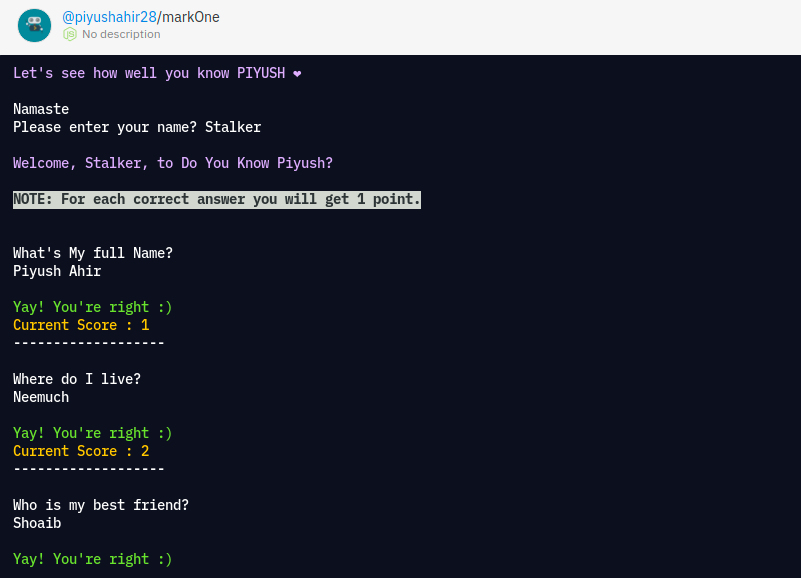 @piyushahir28/markOne
No description
Let's see how well you know PIYUSH ❤
Namaste
Please enter your name? Stalker
Welcome, Stalker, to Do You Know Piyush?
NOTE: For each correct answer you will get 1 point.
What's My full Name?
Piyush Ahir
Yay! You're right :)
Current Score : 1
-------------------
Where do I live?
Neemuch
Yay! You're right :)
Current Score : 2
-------------------
Who is my best friend?
Shoaib
Yay! You're right :)